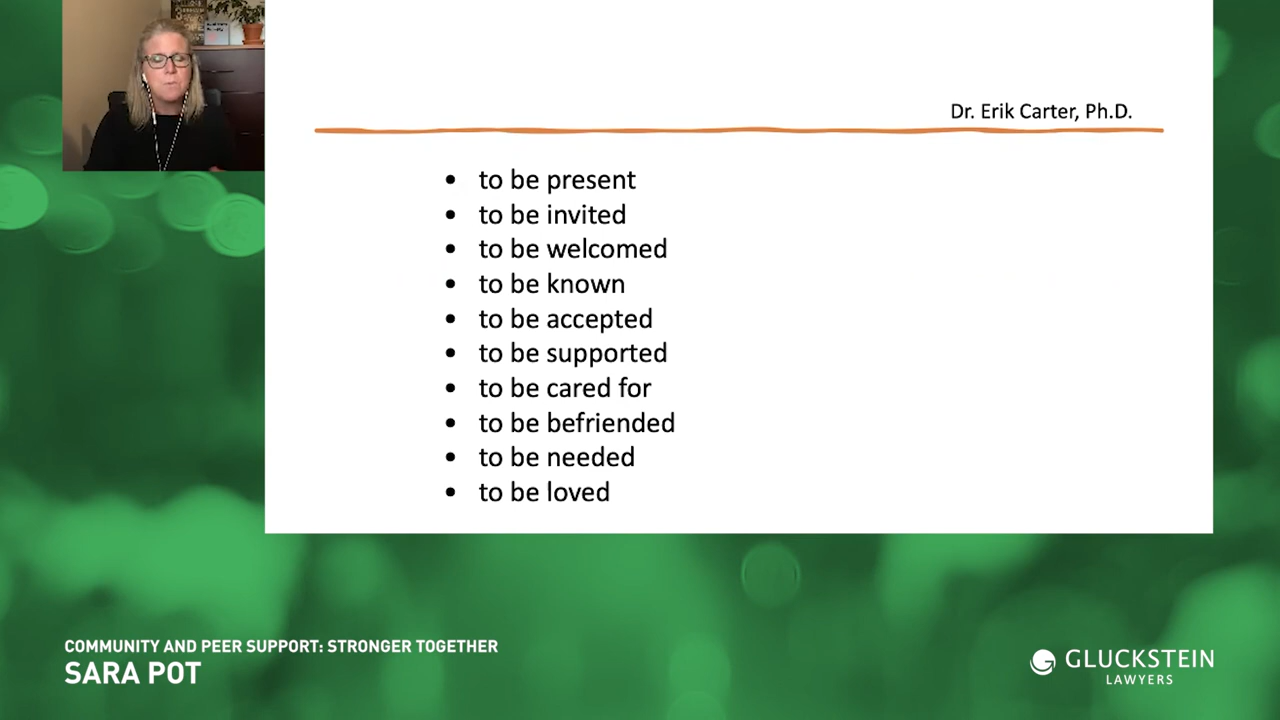 Dr. Erik Carter, Ph.D.
• to be present
• to be invited
• to be welcomed
• to be known
• to be accepted
• to be supported
• to be cared for
• to be befriended
• to be needed
• to be loved
COMMUNITY AND PEER SUPPORT: STRONGER TOGETHER
SARA POT
GLUCKSTEIN
LAWYERS